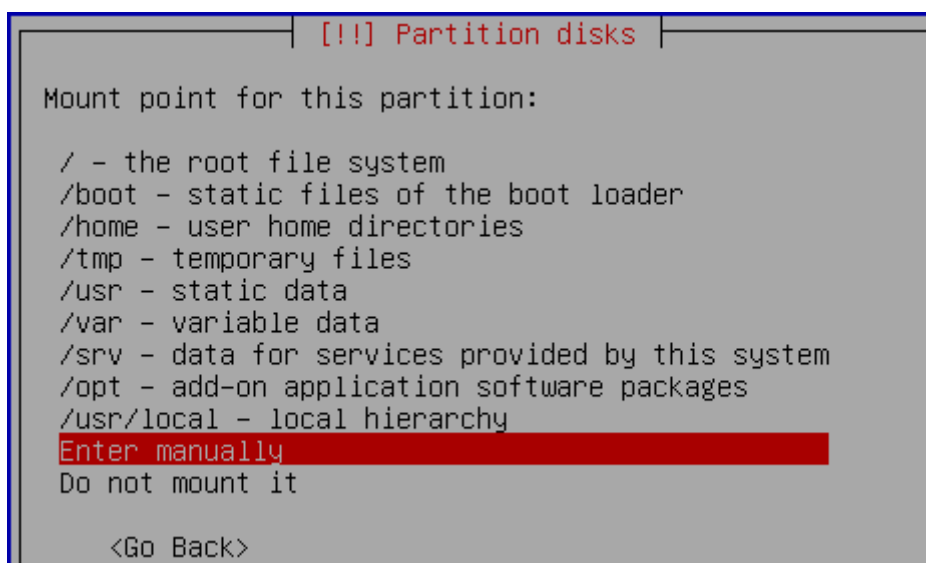 [!!] Partition disks
Mount point for this partition:
/ – the root file system
/boot – static files of the boot loader
/home – user home directories
/tmp – temporary files
/usr – static data
/var – variable data
/srv – data for services provided by this system
/opt – add–on application software packages
/usr/local – local hierarchy
Enter manually
Do not mount it
<Go Back>